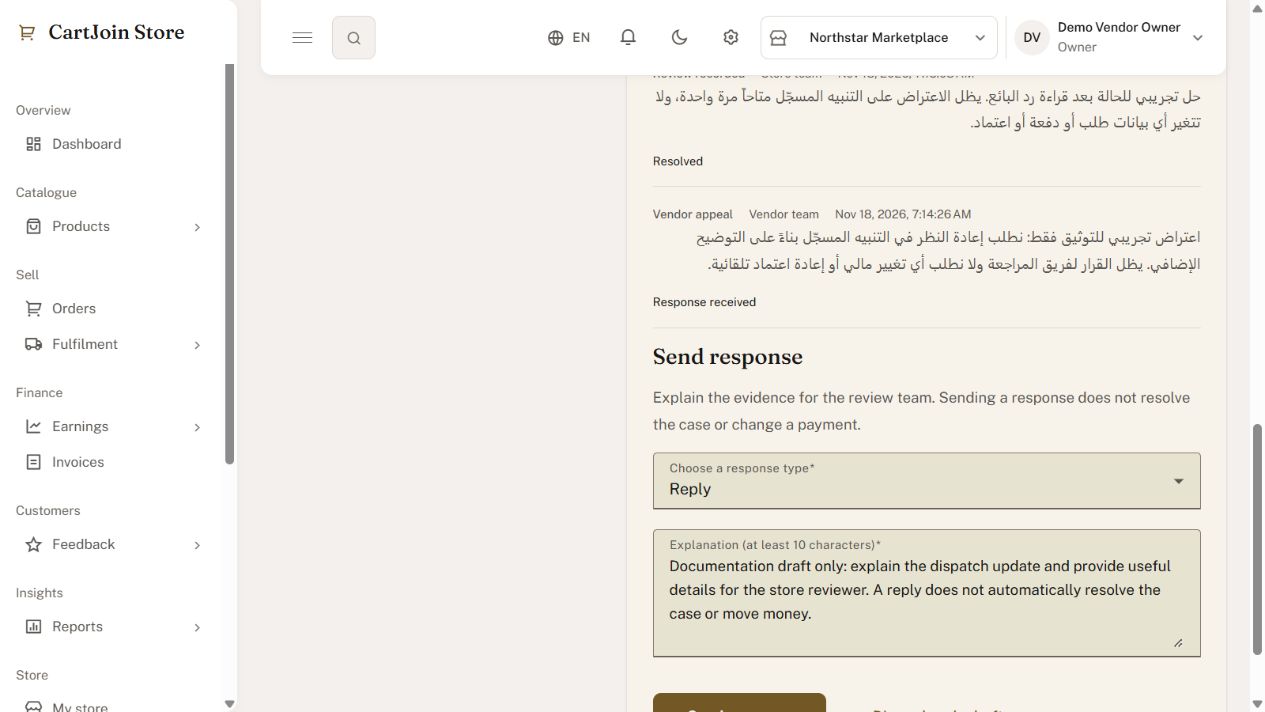 CartJoin Store
EN
Northstar Marketplace
DV
Demo Vendor Owner
Owner
Overview
Dashboard
Catalogue
Products
Sell
Orders
Fulfilment
Finance
Earnings
Invoices
Customers
Feedback
Insights
Reports
Store
My store
حل تجريبي للحالة بعد قراءة رد البائع. يظل الاعتراض على التنبيه المسجّل متاحاً مرة واحدة، ولا
تتغير أي بيانات طلب أو دفعة أو اعتماد.
Resolved
Vendor appeal Vendor team Nov 18, 2026, 7:14:26 AM
اعتراض تجريبي للتوثيق فقط: نطلب إعادة النظر في التنبيه المسجّل بناءً على التوضيح
الإضافي. يظل القرار لفريق المراجعة ولا نطلب أي تغيير مالي أو إعادة اعتماد تلقائية.
Response received
Send response
Explain the evidence for the review team. Sending a response does not resolve
the case or change a payment.
Choose a response type*
Reply
Explanation (at least 10 characters)*
Documentation draft only: explain the dispatch update and provide useful
details for the store reviewer. A reply does not automatically resolve the
case or move money.